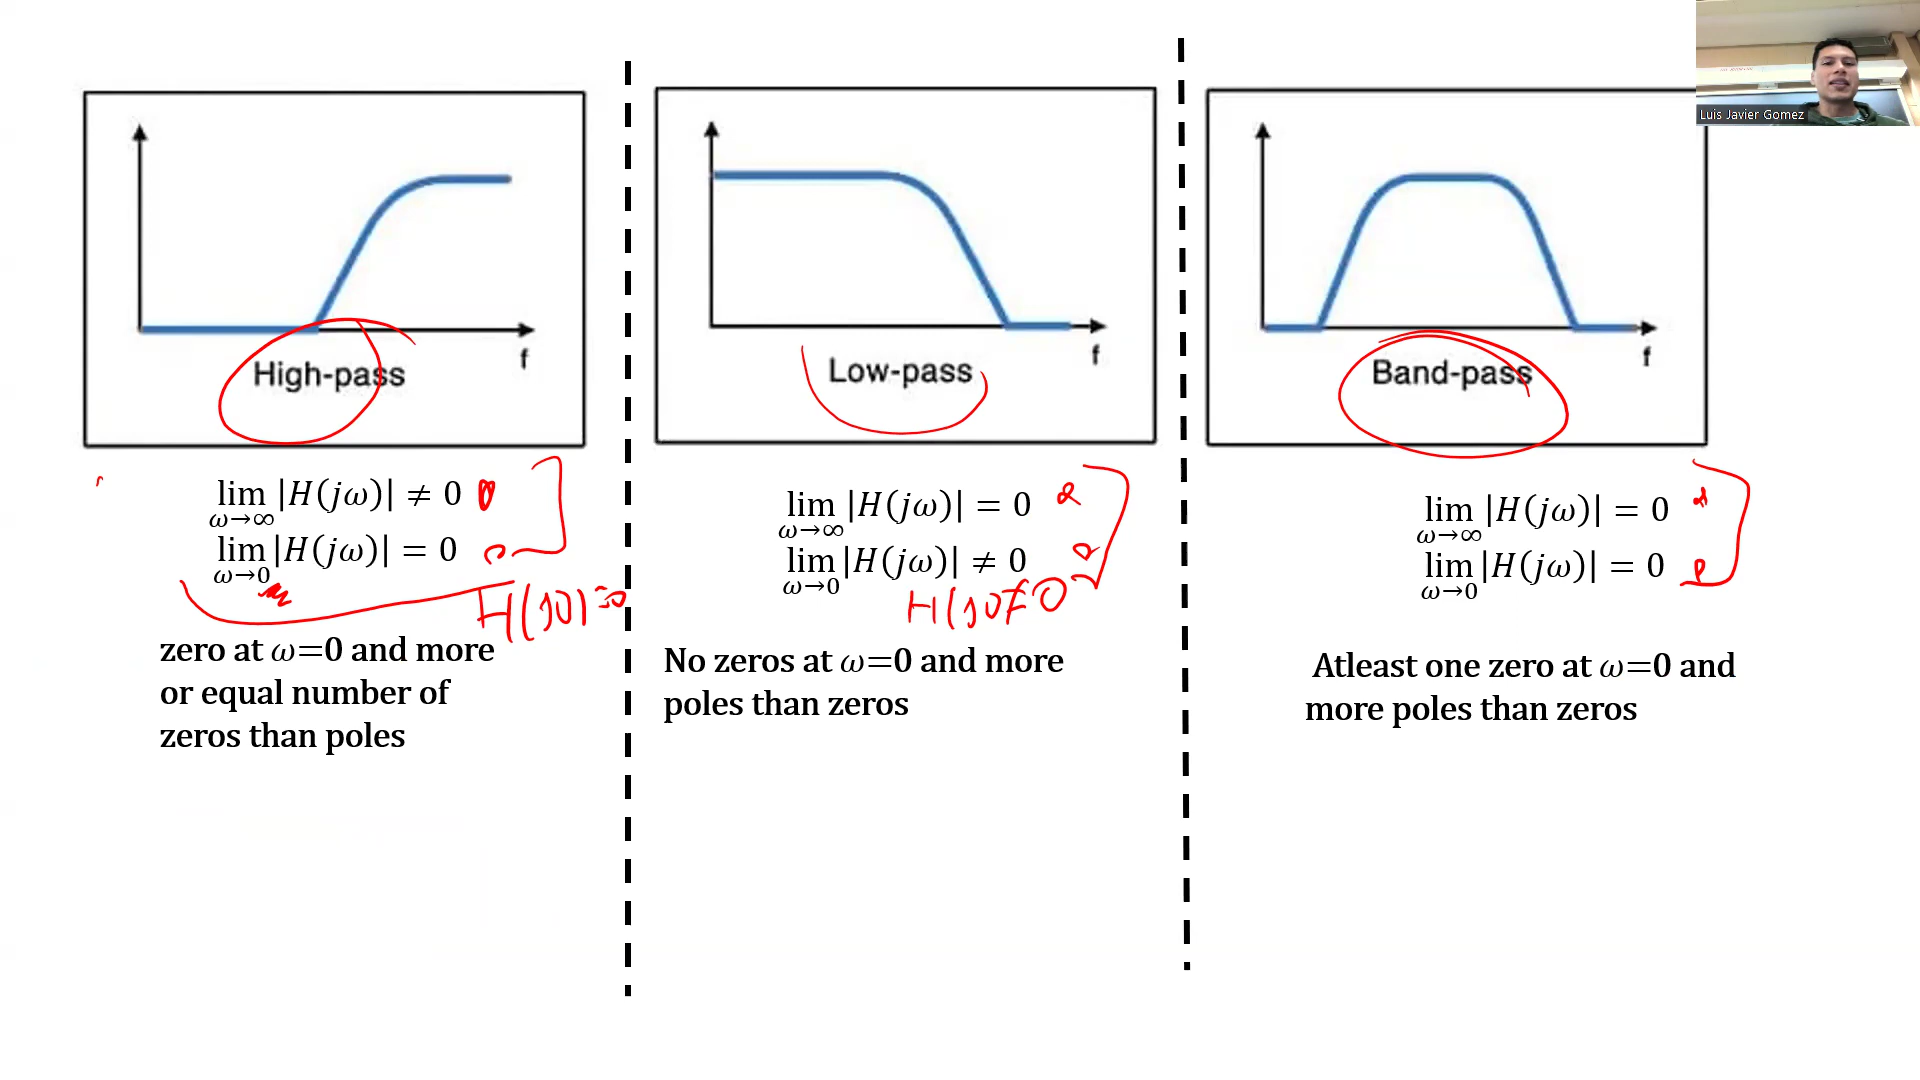 Luis Javier Gomez
f
High-pass
lim |H(jω)| ≠ 0
ω→∞
lim |H(jω)| = 0
ω→0
H(j0)=0
zero at ω=0 and more
or equal number of
zeros than poles
f
Low-pass
lim |H(jω)| = 0
ω→∞
lim |H(jω)| ≠ 0
ω→0
H(j0≠0
No zeros at ω=0 and more
poles than zeros
f
Band-pass
lim |H(jω)| = 0
ω→∞
lim |H(jω)| = 0
ω→0
Atleast one zero at ω=0 and
more poles than zeros